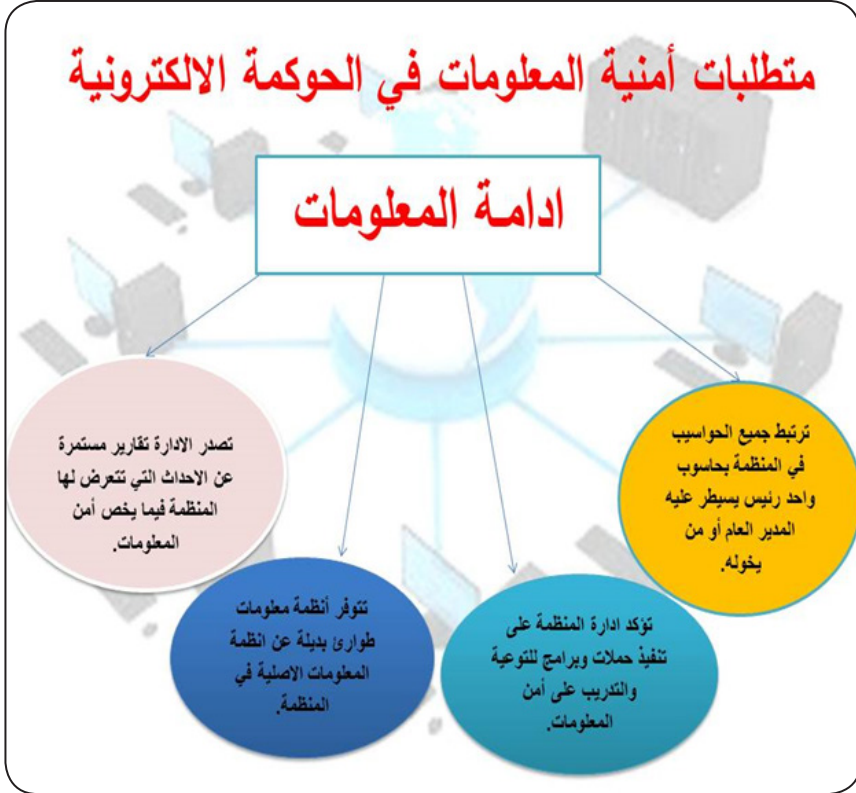 متطلبات أمنية المعلومات في الحوكمة الالكترونية
ادامة المعلومات
ترتبط جميع الحواسيب
في المنظمة بحاسوب
واحد رئيس يسيطر عليه
المدير العام أو من
يخوله.
تؤكد ادارة المنظمة على
تنفيذ حملات وبرامج للتوعية
والتدريب على أمن
المعلومات.
تتوفر أنظمة معلومات
طوارئ بديلة عن انظمة
المعلومات الاصلية في
المنظمة.
تصدر الادارة تقارير مستمرة
عن الاحداث التي تتعرض لها
المنظمة فيما يخص أمن
المعلومات.